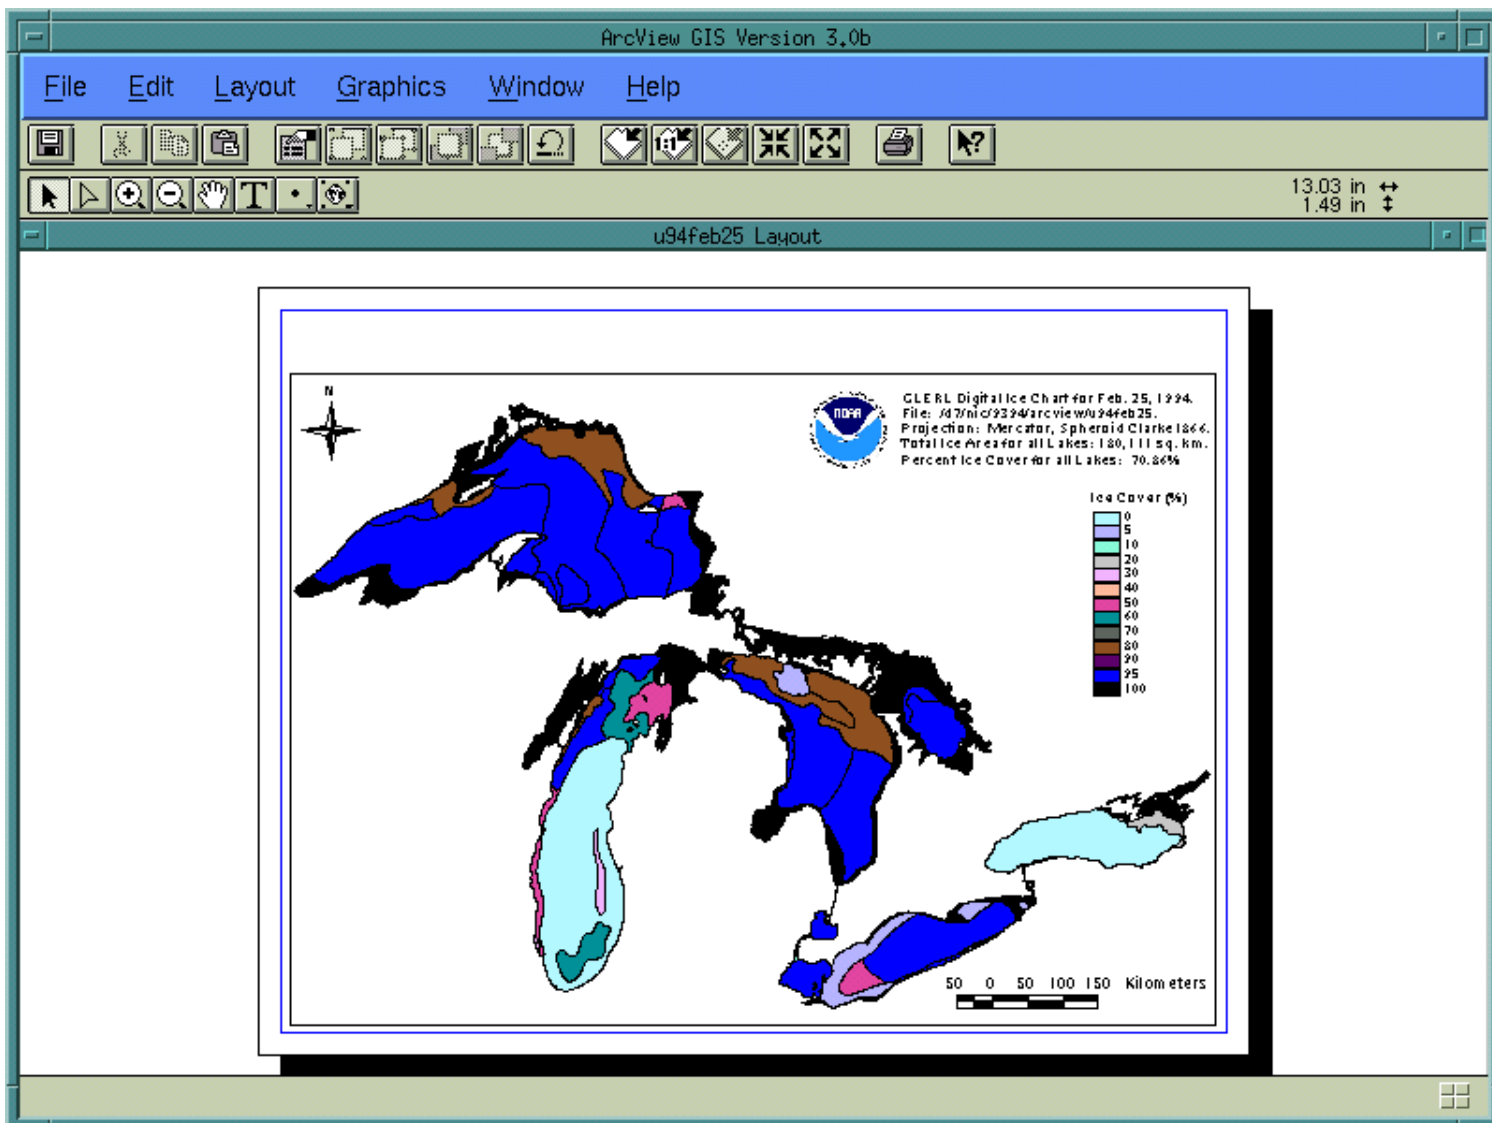 ArcView GIS Version 3.0b
File Edit Layout Graphics Window Help
1:1
?
T
13.03 in
1.49 in
u94feb25 Layout
N
NOAA
GLERL Digital Ice Chart for Feb. 25, 1994.
File: /d7/nic/9394/arcview/u94feb25.
Projection: Mercator, Spheroid Clarke1866.
Total Ice Area for all Lakes: 180,111 sq. km.
Percent Ice Cover for all Lakes: 70.86%
Ice Cover (%)
0
5
10
20
30
40
50
60
70
80
90
95
100
50 0 50 100 150 Kilometers